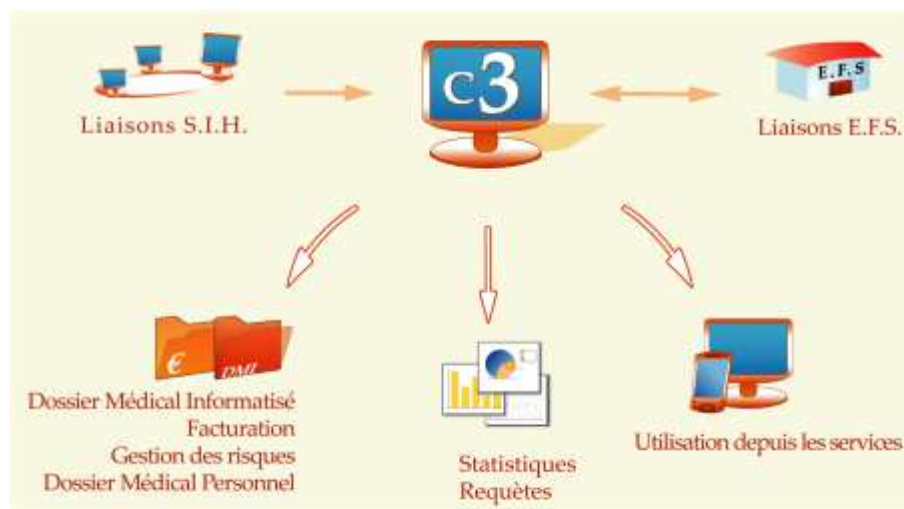 C3
E.F.S
Liaisons S.I.H.
Liaisons E.F.S.
€
DMI
Dossier Médical Informatisé
Facturation
Gestion des risques
Dossier Médical Personnel
Statistiques
Requètes
Utilisation depuis les services